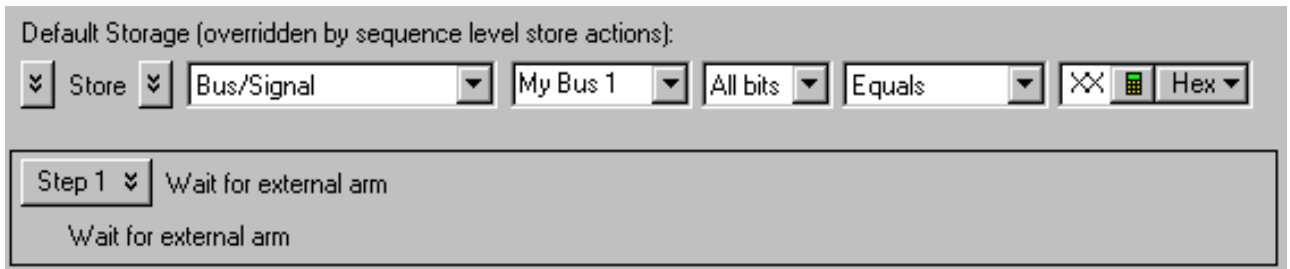 Default Storage (overridden by sequence level store actions):
Store Bus/Signal My Bus 1 All bits Equals XX Hex
Step 1 Wait for external arm
Wait for external arm